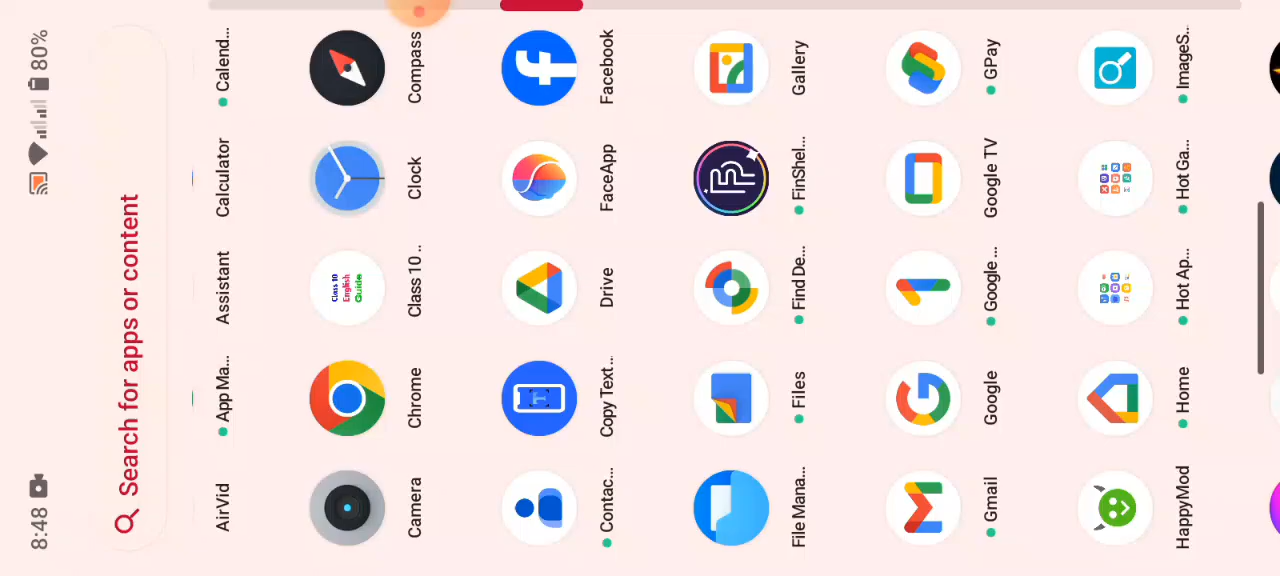 8:48 80%
Search for apps or content
AirVid App Ma... Assistant Calculator Calend...
Class 10
English
Guide
Camera Chrome Class 10 .. Clock Compass
Contac... Copy Text... Drive FaceApp Facebook
File Mana... Files Find De... FinShel... Gallery
Gmail Google Google ... Google TV GPay
HappyMod Home Hot Ap... Hot Ga... ImageS...